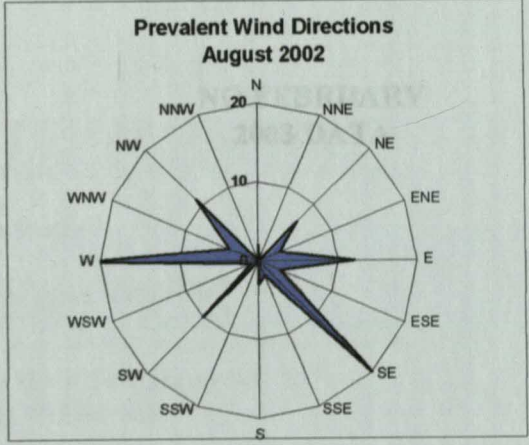 Prevalent Wind Directions
August 2002
N
20
NNW
NNE
NW
NE
10
WNW
ENE
W
0
E
WSW
ESE
SW
SE
SSW
SSE
S